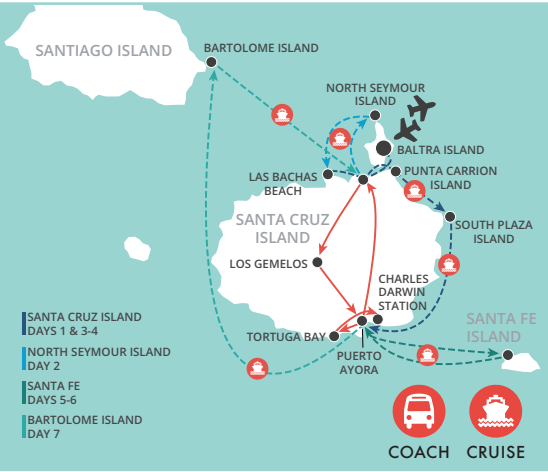 SANTIAGO ISLAND
BARTOLOME ISLAND
NORTH SEYMOUR
ISLAND
BALTRA ISLAND
LAS BACHAS
BEACH
PUNTA CARRION
ISLAND
SANTA CRUZ
ISLAND
SOUTH PLAZA
ISLAND
LOS GEMELOS
CHARLES
DARWIN
STATION
TORTUGA BAY
PUERTO
AYORA
SANTA FE
ISLAND
SANTA CRUZ ISLAND
DAYS 1 & 3-4
NORTH SEYMOUR ISLAND
DAY 2
SANTA FE
DAYS 5-6
BARTOLOME ISLAND
DAY 7
COACH
CRUISE